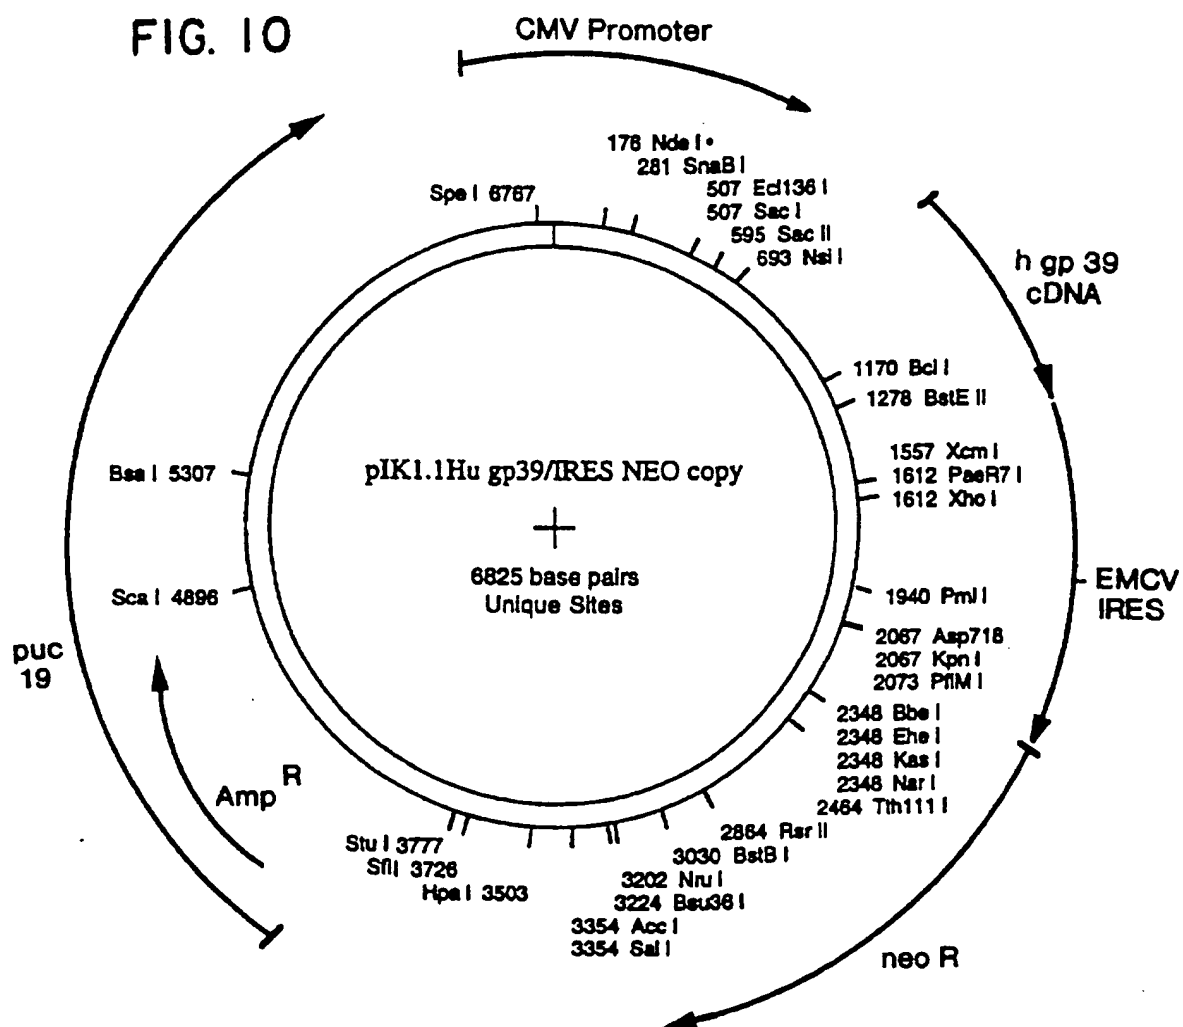 FIG. 10
CMV Promoter
176 Nde I•
281 SnaB I
507 Ecl136 I
507 Sac I
595 Sac II
693 Nsi I
Spe I 6767
h gp 39
cDNA
1170 Bcl I
1278 BstE II
1557 Xcm I
1612 PaeR7 I
1612 Xho I
Bsa I 5307
pIK1.1Hu gp39/IRES NEO copy
6825 base pairs
Unique Sites
Sca I 4896
1940 Pml I
EMCV
IRES
2067 Asp718
2067 Kpn I
2073 PflM I
puc
19
2348 Bbe I
2348 Ehe I
2348 Kas I
2348 Nar I
2464 Tth111 I
Amp R
2864 Rsr II
3030 BstB I
3202 Nru I
3224 Bsu36 I
3354 Acc I
3354 Sal I
Stu I 3777
Sfi I 3726
Hpa I 3503
neo R